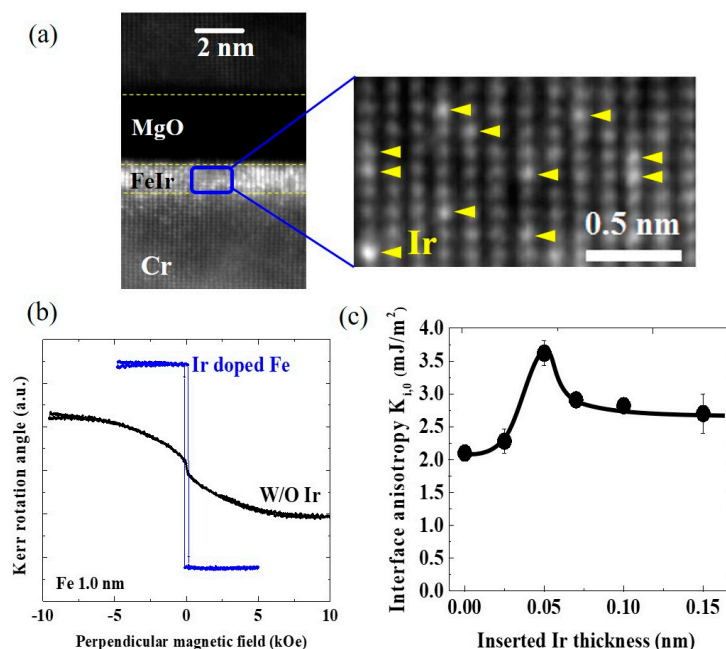 (a)
2 nm
MgO
FeIr
Cr
Ir
0.5 nm
(b)
Kerr rotation angle (a.u.)
Ir doped Fe
W/O Ir
Fe 1.0 nm
-10 -5 0 5 10
Perpendicular magnetic field (kOe)
(c)
Interface anisotropy K_{i,0} (mJ/m²)
4.0
3.5
3.0
2.5
2.0
1.5
1.0
0.5
0.0
0.00 0.05 0.10 0.15
Inserted Ir thickness (nm)